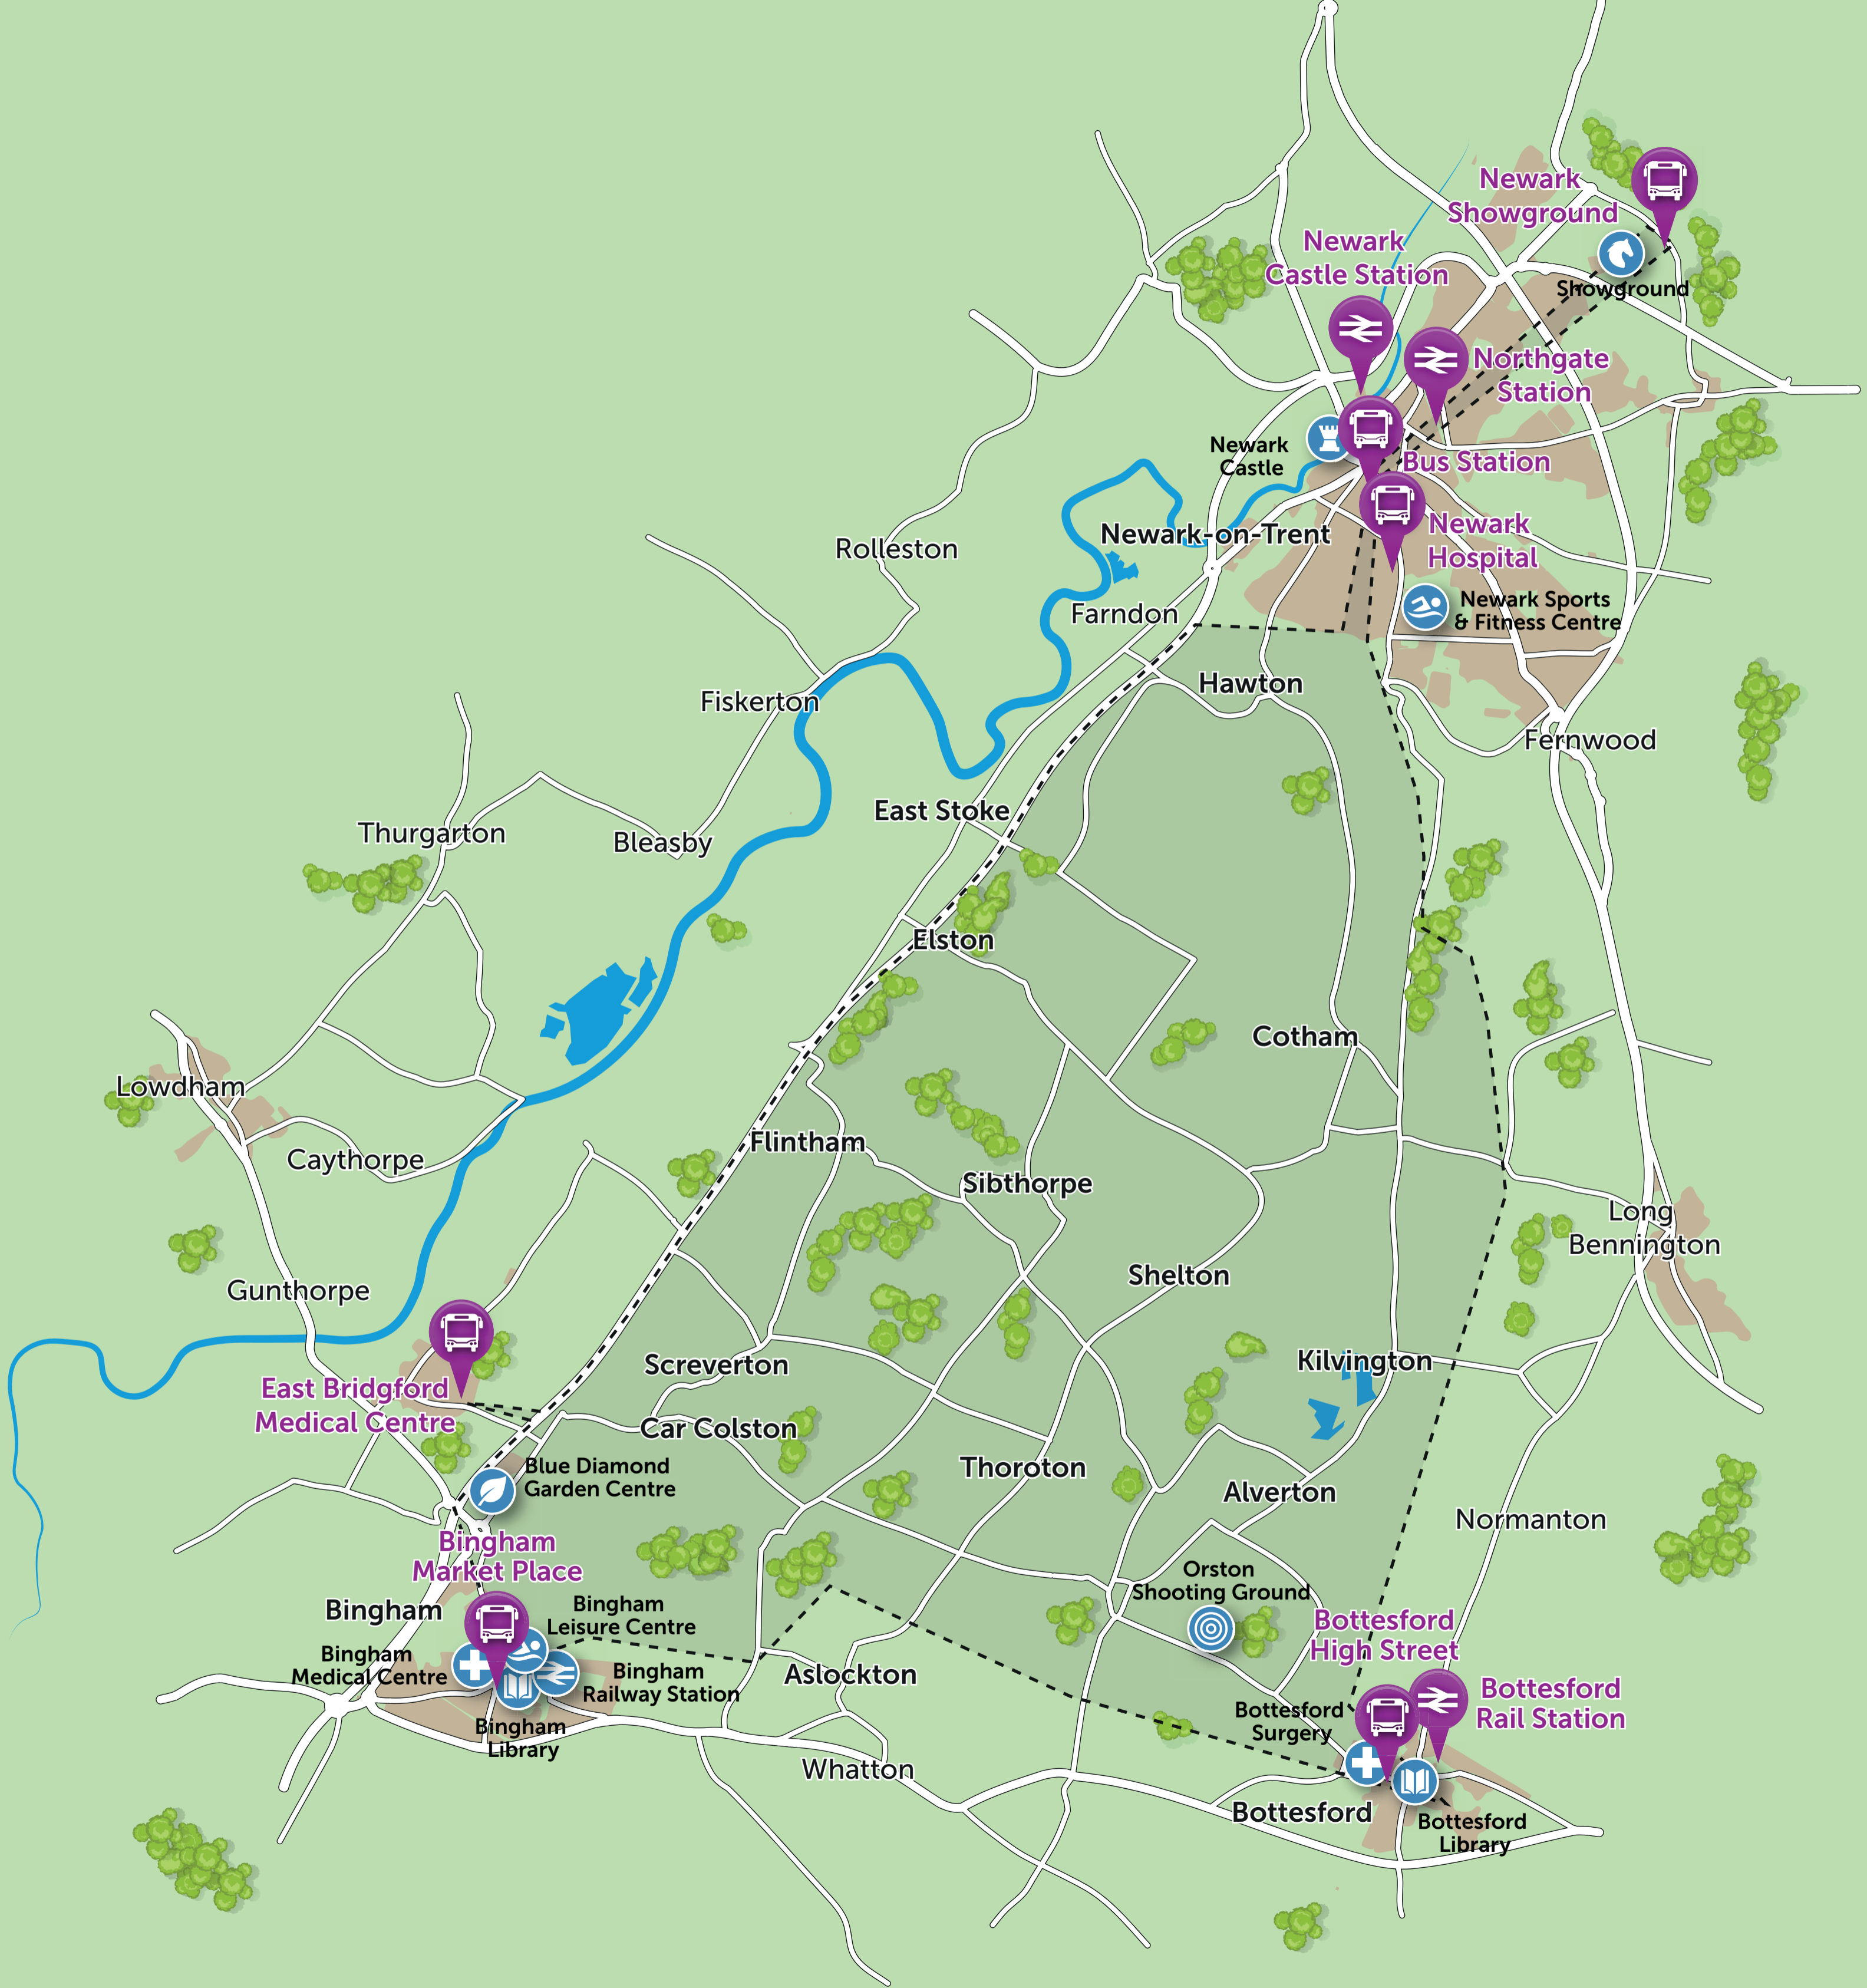 Newark
Showground
Newark
Castle Station
Showground
Northgate
Station
Newark
Castle
Bus Station
Newark-on-Trent
Newark
Hospital
Rolleston
Newark Sports
& Fitness Centre
Farndon
Hawton
Fiskerton
Fernwood
East Stoke
Thurgarton
Bleasby
Elston
Cotham
Lowdham
Flintham
Caythorpe
Sibthorpe
Long
Bennington
Shelton
Gunthorpe
Kilvington
Screverton
East Bridgford
Medical Centre
Car Colston
Thoroton
Blue Diamond
Garden Centre
Alverton
Normanton
Bingham
Market Place
Orston
Shooting Ground
Bingham
Bingham
Leisure Centre
Bottesford
High Street
Bingham
Medical Centre
Bingham
Railway Station
Aslockton
Bottesford
Rail Station
Bottesford
Surgery
Bingham
Library
Whatton
Bottesford
Bottesford
Library